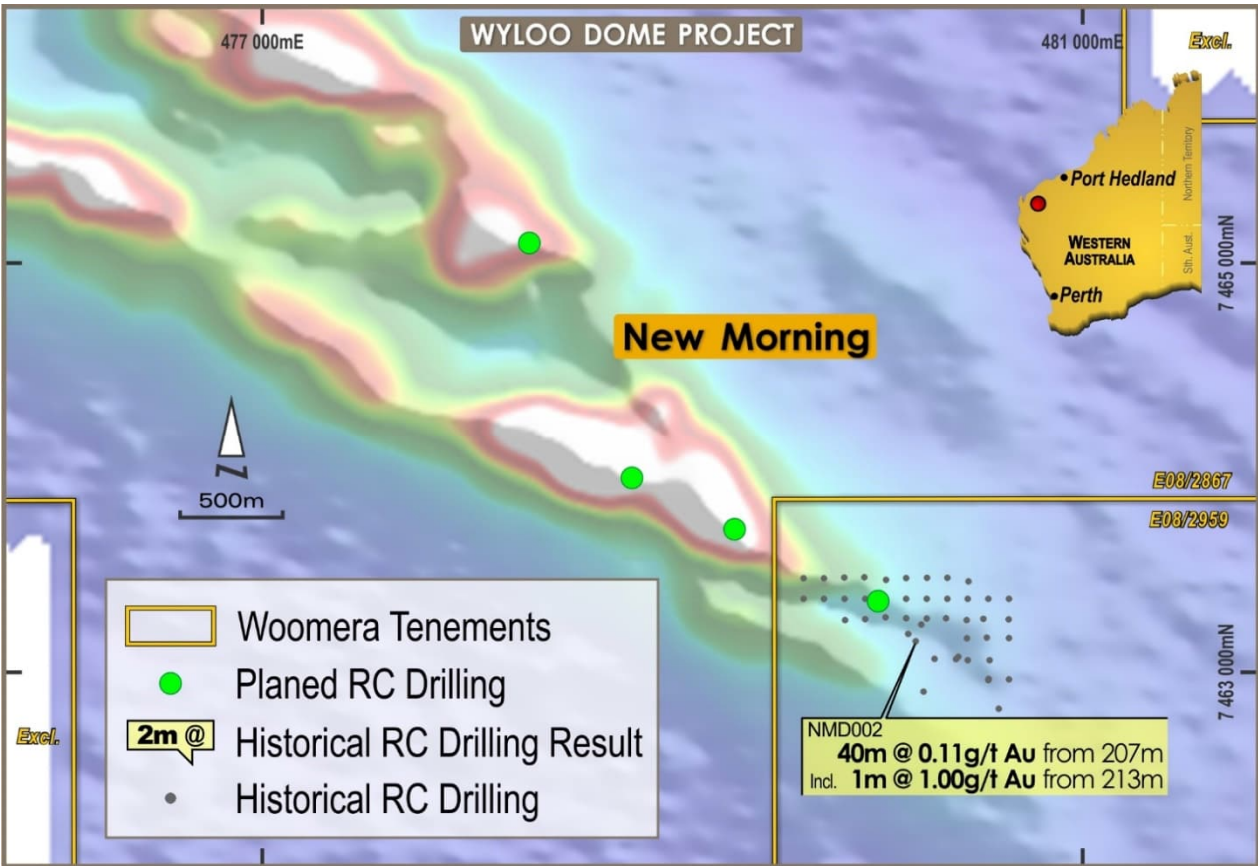 WYLOO DOME PROJECT
477 000mE
481 000mE
Excl.
Port Hedland
Northern Territory
WESTERN
AUSTRALIA
Sth. Aust.
Perth
7 465 000mN
New Morning
N
500m
E08/2867
E08/2959
Woomera Tenements
Planed RC Drilling
2m @
Historical RC Drilling Result
Historical RC Drilling
Excl.
7 463 000mN
NMD002
40m @ 0.11g/t Au from 207m
Incl. 1m @ 1.00g/t Au from 213m